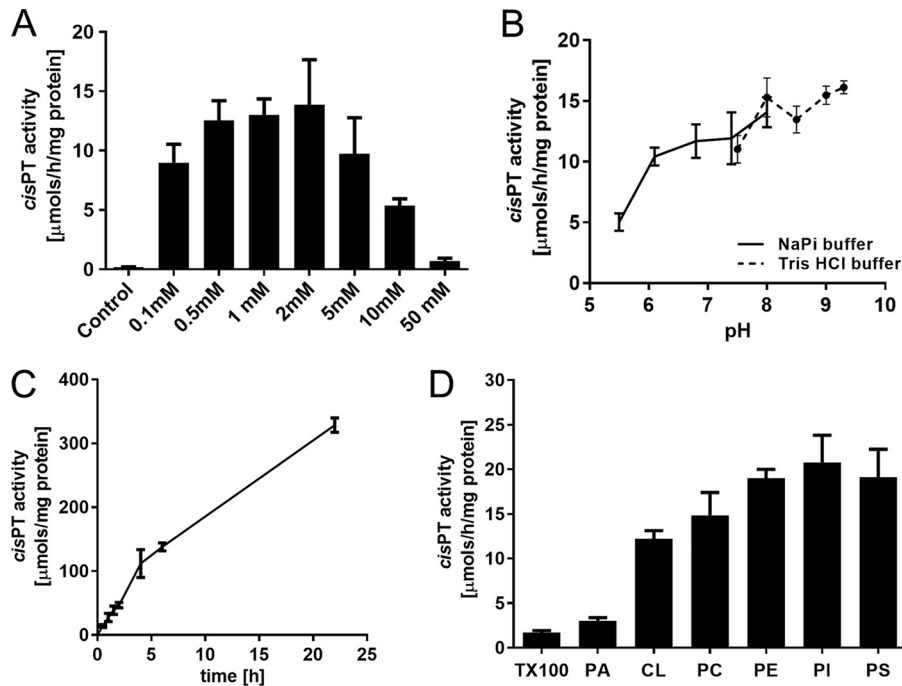 A
cisPT activity
[µmols/h/mg protein]
20
15
10
5
0
Control
0.1mM
0.5mM
1 mM
2mM
5mM
10mM
50 mM
B
cisPT activity
[µmols/h/mg protein]
20
15
10
5
0
NaPi buffer
Tris HCl buffer
5 6 7 8 9 10
pH
C
cisPT activity
[µmols/mg protein]
400
300
200
100
0
0 5 10 15 20 25
time [h]
D
cisPT activity
[µmols/h/mg protein]
30
25
20
15
10
5
0
TX100 PA CL PC PE PI PS